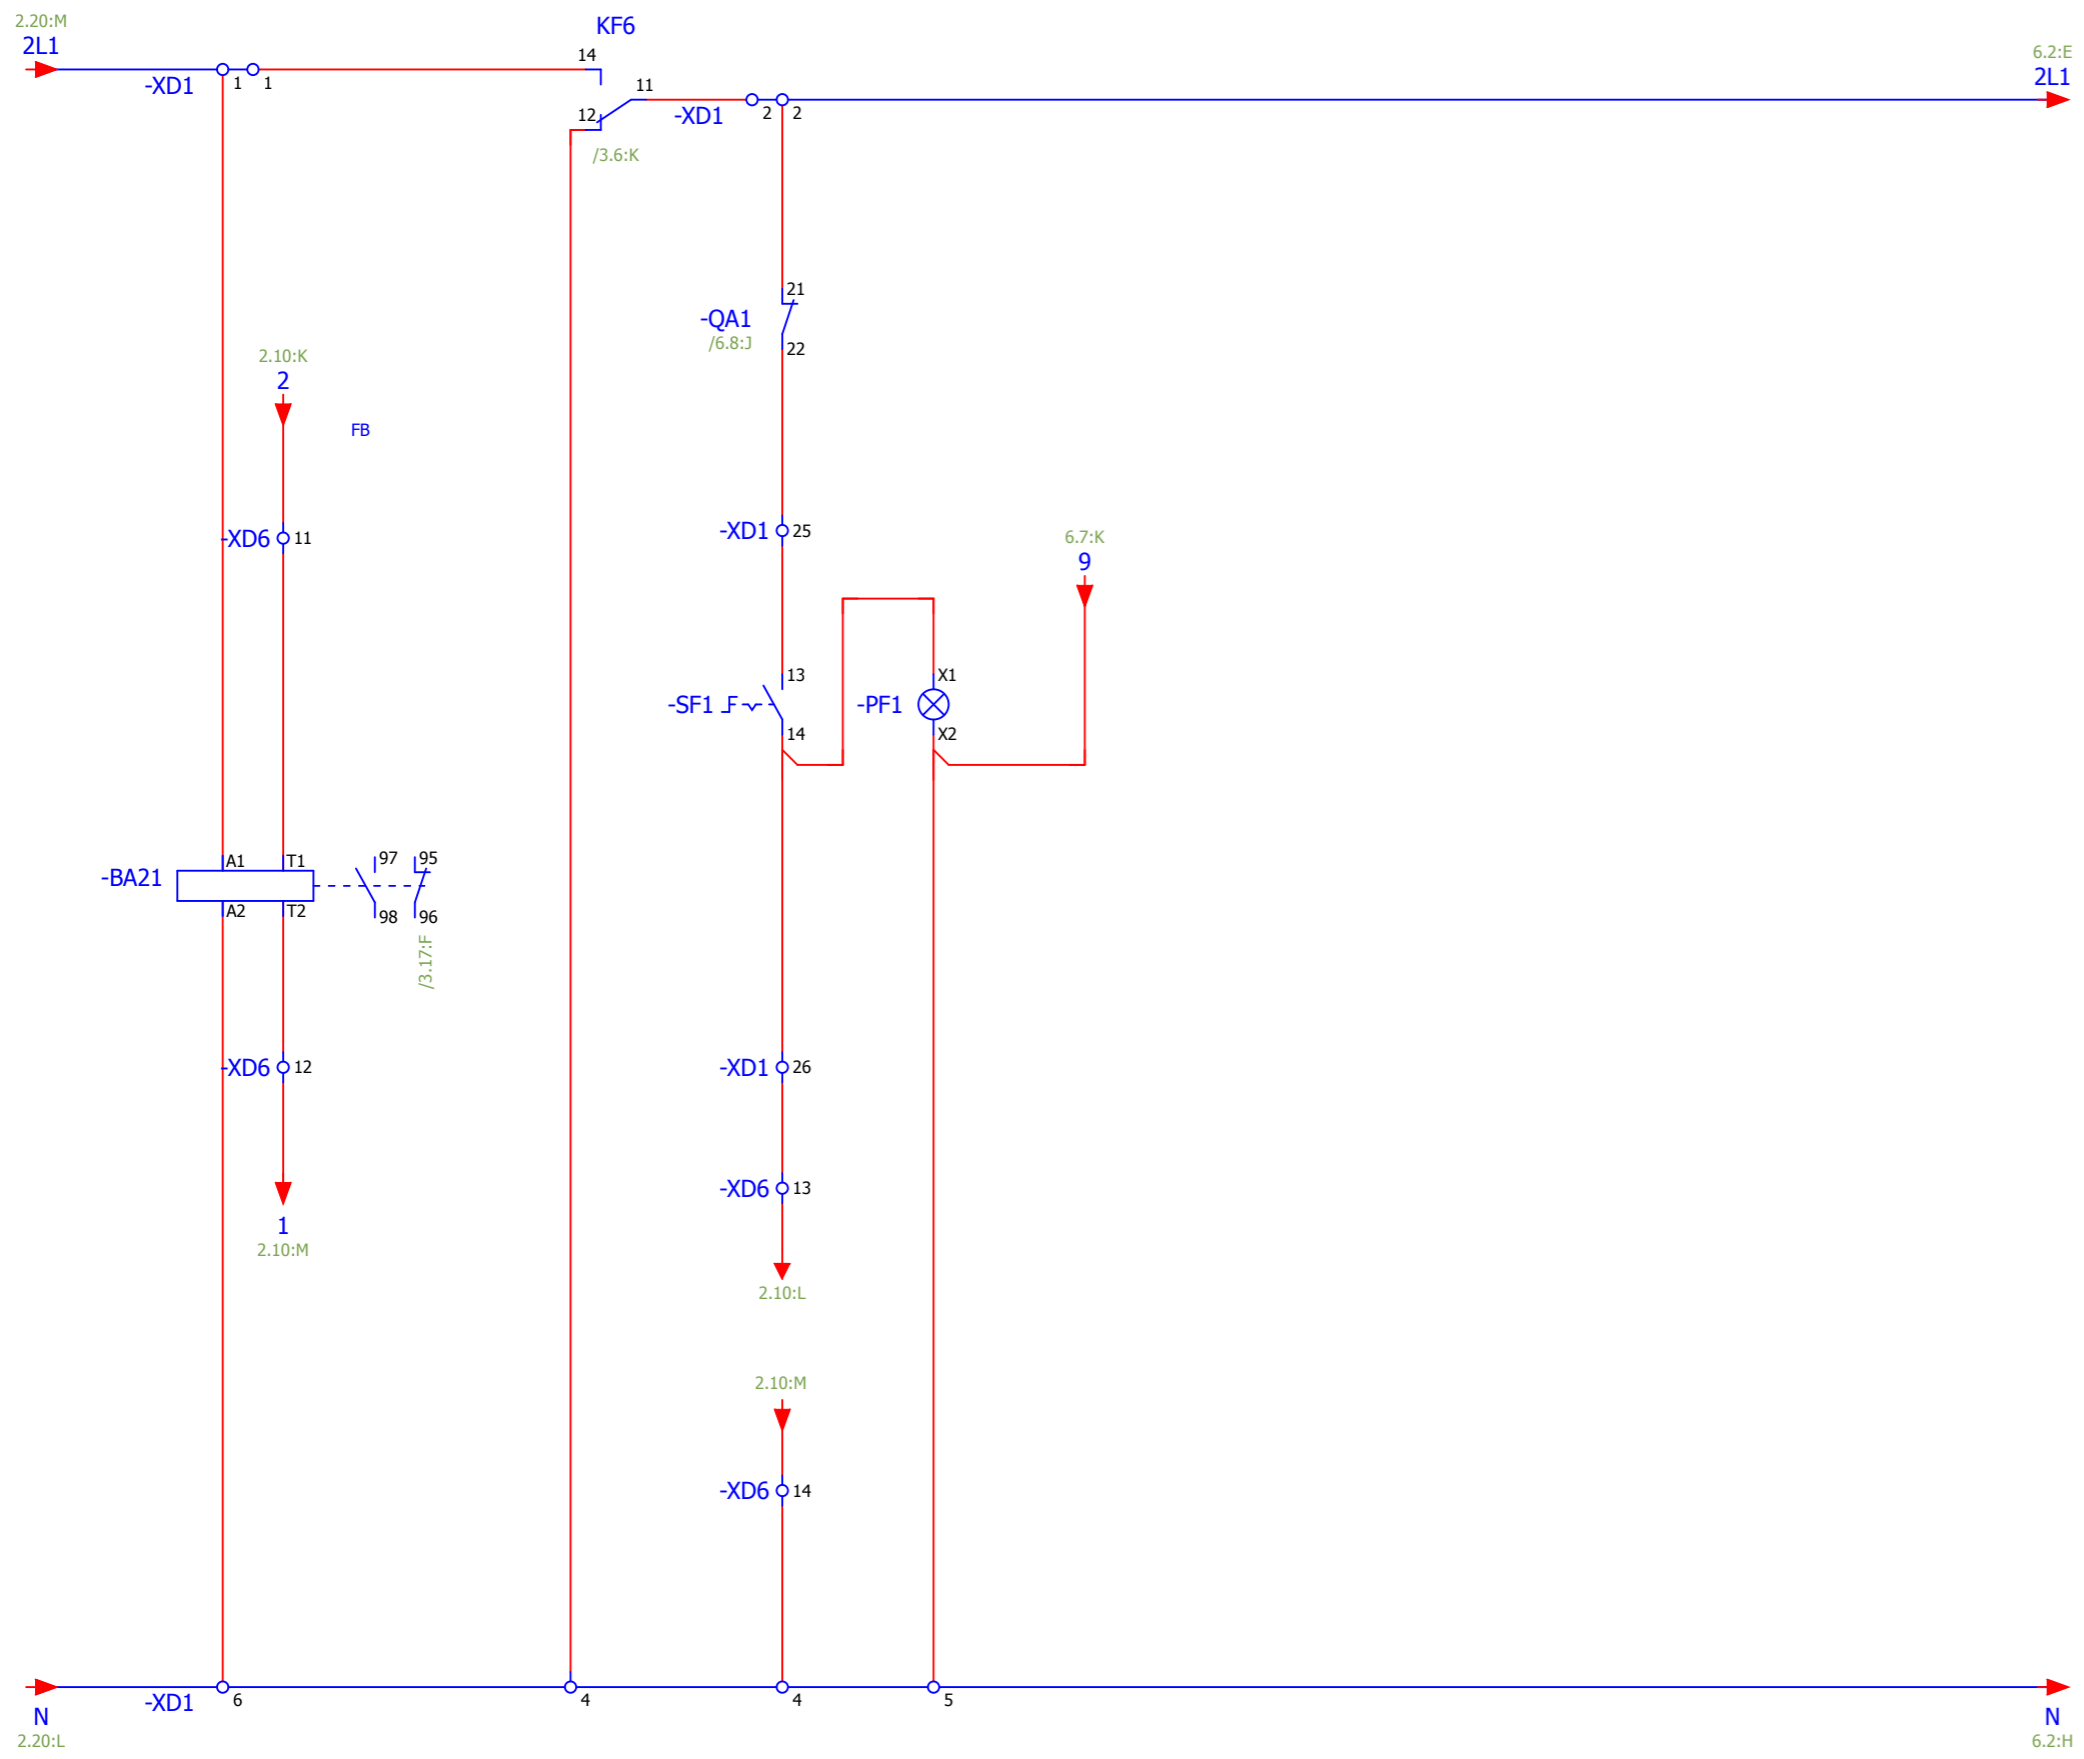 2.20:M
2L1
KF6
14
6.2:E
2L1
-XD1
1
1
11
12
-XD1
2
2
/3.6:K
21
-QA1
/6.8:J
22
2.10:K
2
FB
-XD6
11
-XD1
25
6.7:K
9
13
-SF1
14
X1
-PF1
X2
-BA21
A1
T1
A2
T2
97
95
98
96
/3.17:F
-XD6
12
-XD1
26
-XD6
13
1
2.10:M
2.10:L
2.10:M
-XD6
14
-XD1
6
4
4
5
N
2.20:L
N
6.2:H